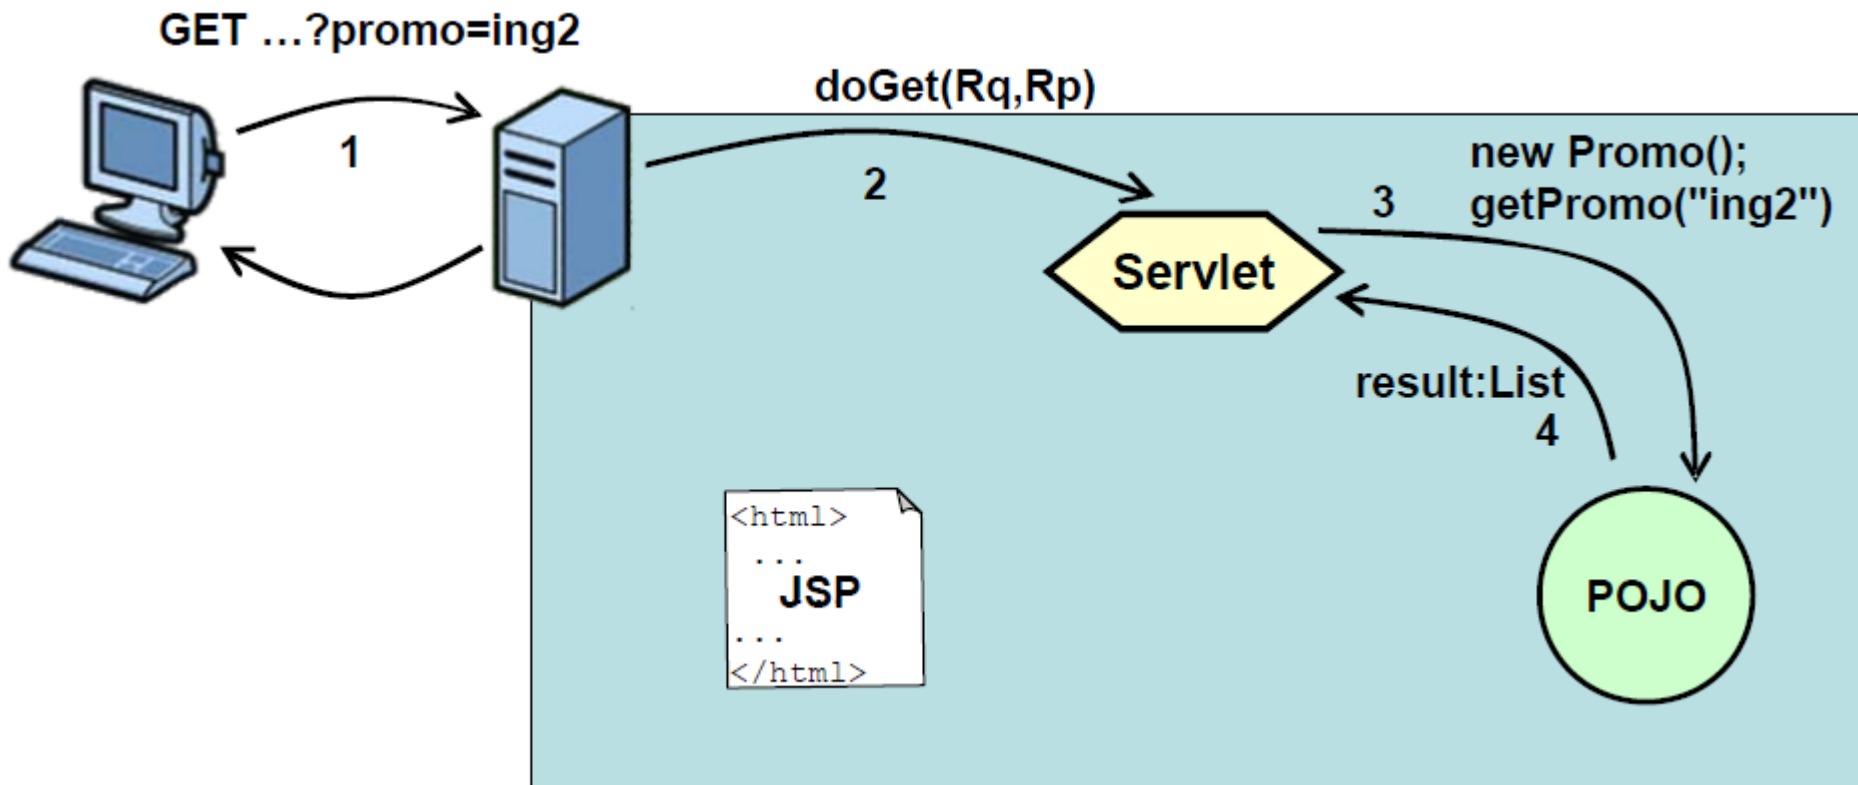 GET …?promo=ing2
doGet(Rq,Rp)
1
2
3
new Promo();
getPromo("ing2")
Servlet
result:List
4
<html>
...
JSP
...
</html>
POJO